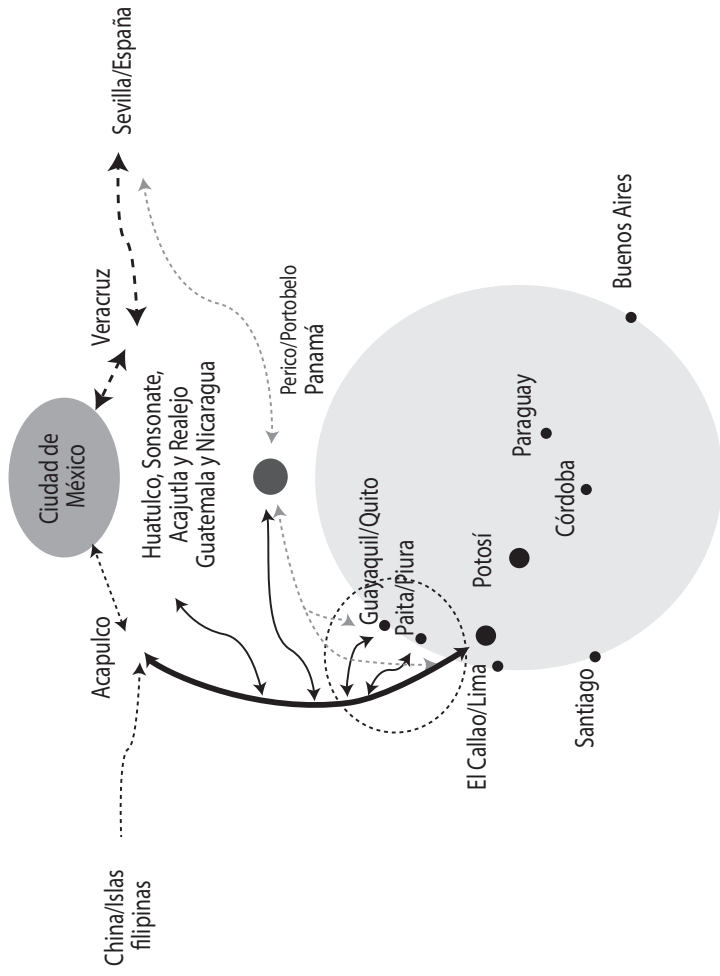 Sevilla/España
Veracruz
Ciudad de
México
Huatulco, Sonsonate,
Acajutla y Realejo
Guatemala y Nicaragua
Acapulco
China/Islas
filipinas
Perico/Portobelo
Panamá
Guayaquil/Quito
Paita/Piura
El Callao/Lima
Potosí
Paraguay
Córdoba
Santiago
Buenos Aires